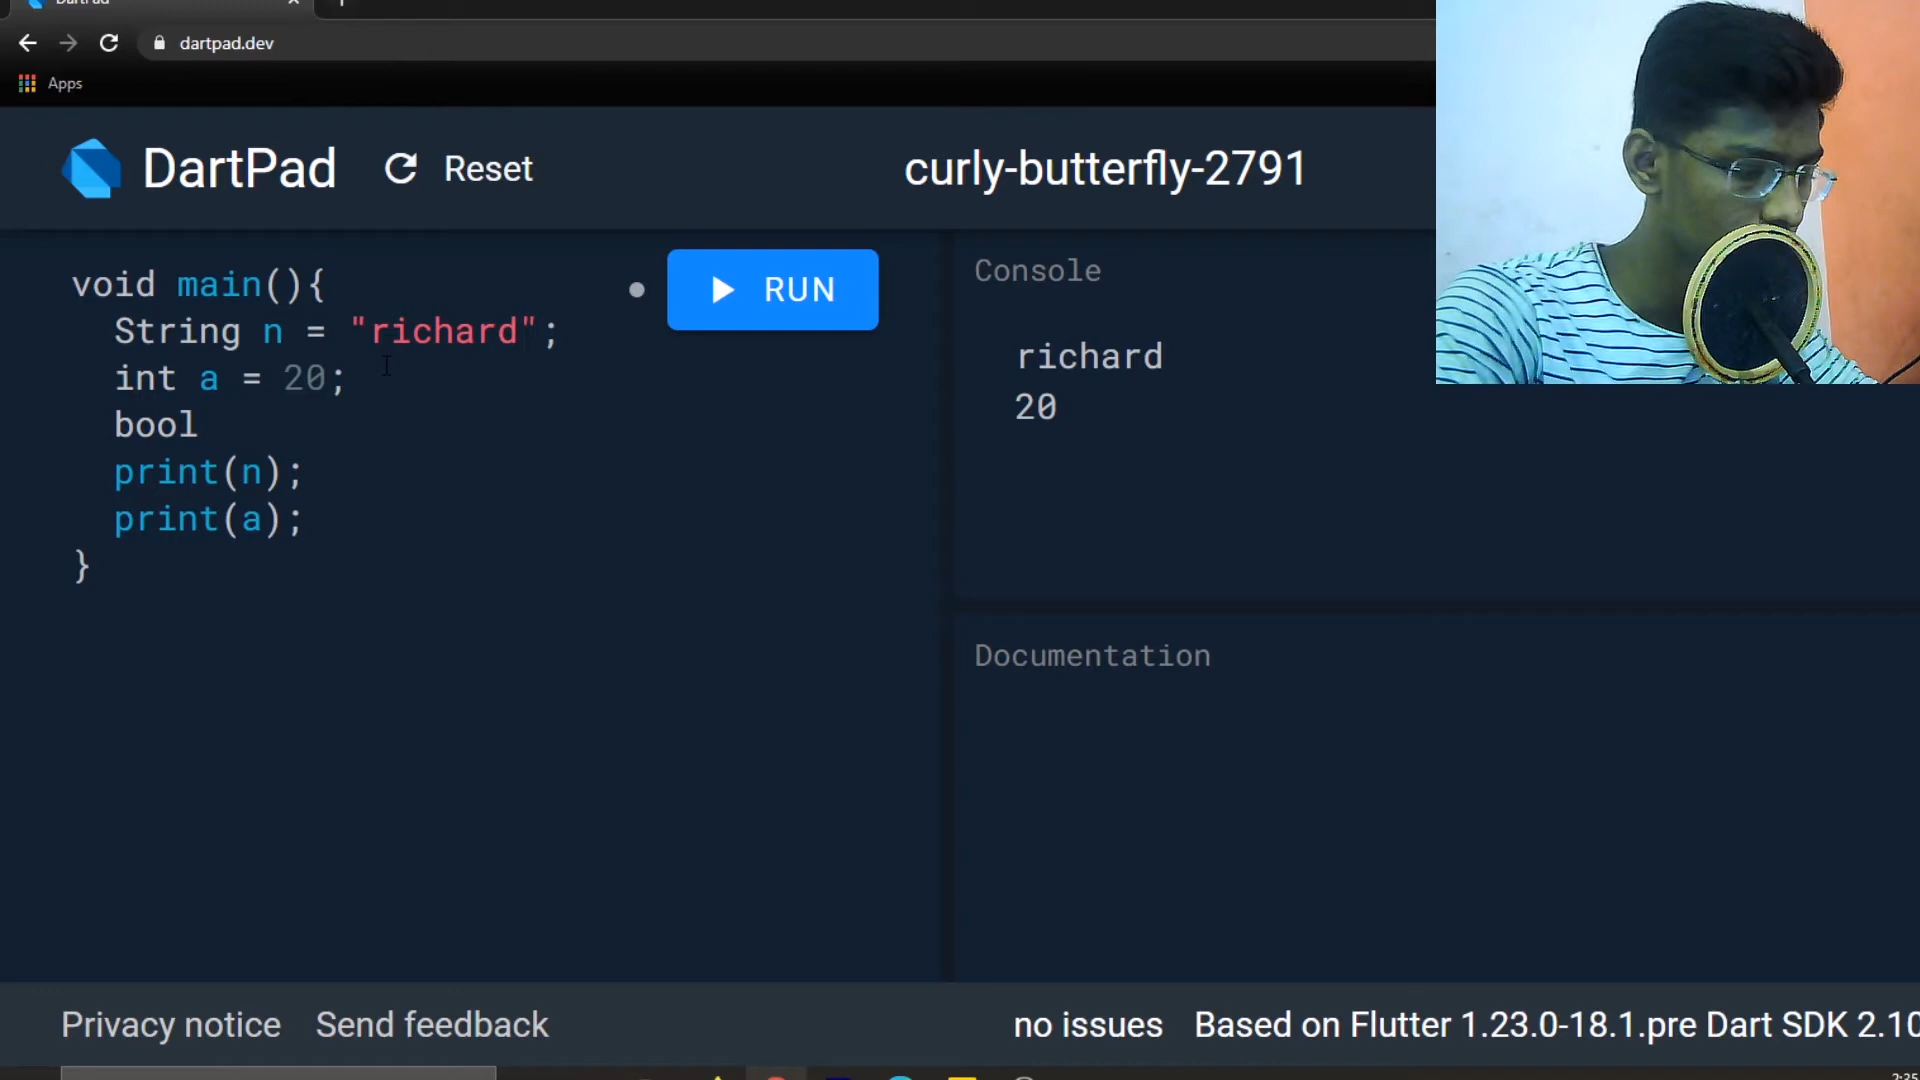 DartPad
dartpad.dev
Apps
DartPad
Reset
curly-butterfly-2791
void main(){
String n = "richard";
int a = 20;
bool
print(n);
print(a);
}
RUN
Console
richard
20
Documentation
Privacy notice
Send feedback
no issues
Based on Flutter 1.23.0-18.1.pre Dart SDK 2.10